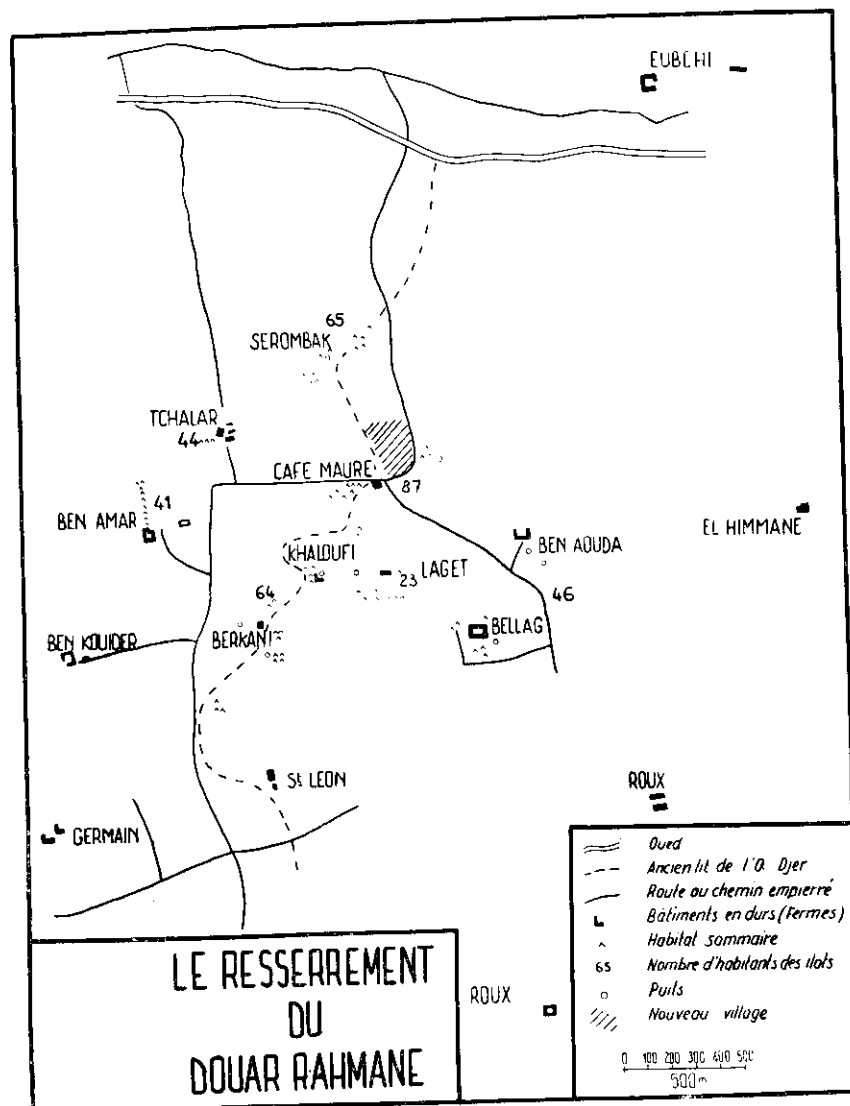 EUBCHI
65
SEROMBAK
TCHALAR
44
CAFE MAURE
87
41
BEN AMAR
EL HIMMANE
BEN AOUDA
KHALOUFI
LAGET
23
64
46
BERKANI
BELLAG
BEN KOUIDER
St LEON
ROUX
GERMAIN
Oued
Ancien lit de l'O. Djer
Route ou chemin empierré
Bâtiments en durs (Fermes)
Habitat sommaire
65 Nombre d'habitants des ilots
Puits
Nouveau village
0 100 200 300 400 500
500 m
ROUX
LE RESSERREMENT
DU
DOUAR RAHMANE